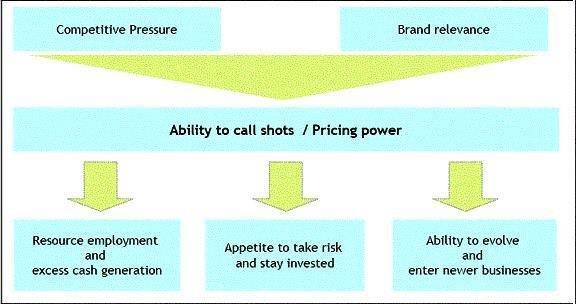 Competitive Pressure
Brand relevance
Ability to call shots / Pricing power
Resource employment
and
excess cash generation
Appetite to take risk
and stay invested
Ability to evolve
and
enter newer businesses